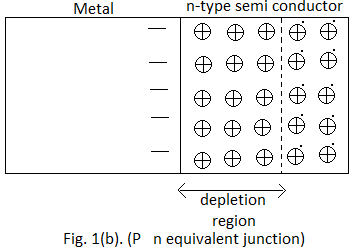 Metal n-type semi conductor
depletion
region
Fig. 1(b). (P n equivalent junction)